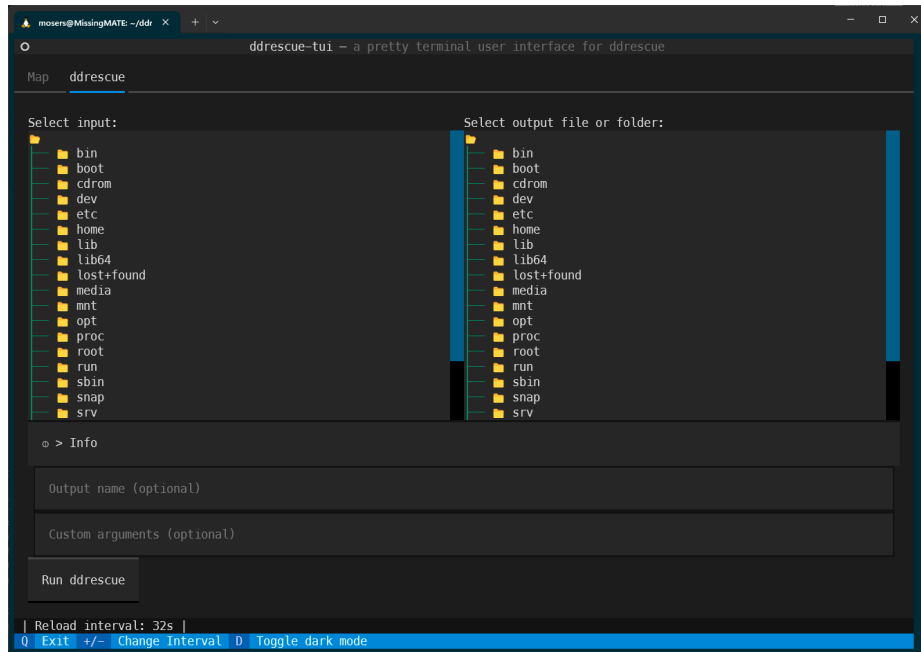 mosers@MissingMATE: ~/ddr
ddrescue-tui — a pretty terminal user interface for ddrescue
Map ddrescue
Select input:
bin
boot
cdrom
dev
etc
home
lib
lib64
lost+found
media
mnt
opt
proc
root
run
sbin
snap
srv
Select output file or folder:
bin
boot
cdrom
dev
etc
home
lib
lib64
lost+found
media
mnt
opt
proc
root
run
sbin
snap
srv
> Info
Output name (optional)
Custom arguments (optional)
Run ddrescue
| Reload interval: 32s |
Q Exit +/- Change Interval D Toggle dark mode